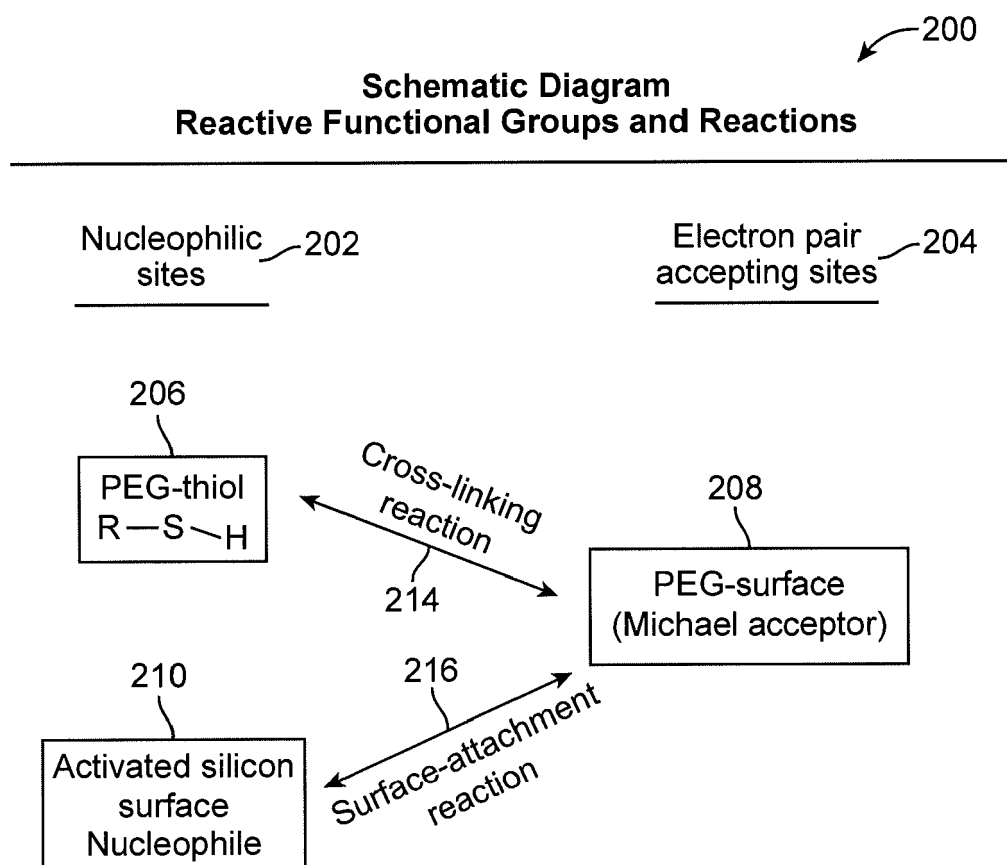 200
Schematic Diagram
Reactive Functional Groups and Reactions
Nucleophilic
sites
202
Electron pair
accepting sites
204
206
PEG-thiol
R—S—H
Cross-linking
reaction
214
208
PEG-surface
(Michael acceptor)
210
Activated silicon
surface
Nucleophile
216
Surface-attachment
reaction